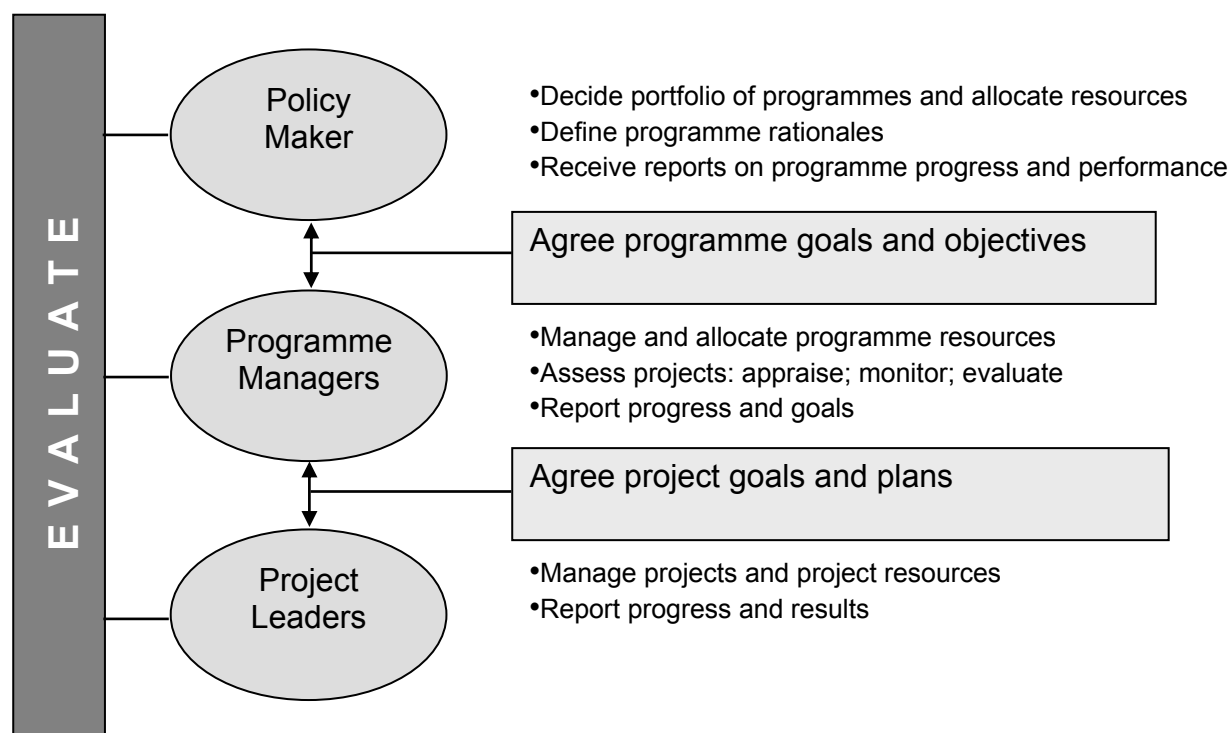 E V A L U A T E
Policy
Maker
•Decide portfolio of programmes and allocate resources
•Define programme rationales
•Receive reports on programme progress and performance
Agree programme goals and objectives
Programme
Managers
•Manage and allocate programme resources
•Assess projects: appraise; monitor; evaluate
•Report progress and goals
Agree project goals and plans
Project
Leaders
•Manage projects and project resources
•Report progress and results